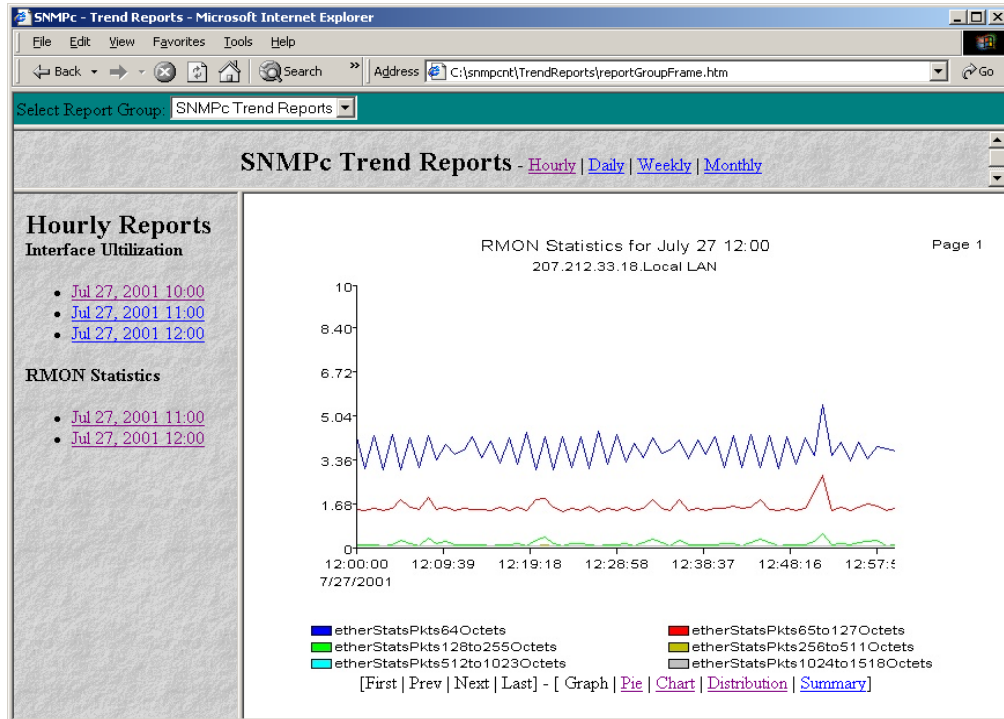 SNMPc - Trend Reports - Microsoft Internet Explorer
File Edit View Favorites Tools Help
Back Search » Address C:\snmpcnt\TrendReports\reportGroupFrame.htm Go
Select Report Group: SNMPc Trend Reports
SNMPc Trend Reports - Hourly | Daily | Weekly | Monthly
Hourly Reports
Interface Ultilization
• Jul 27, 2001 10:00
• Jul 27, 2001 11:00
• Jul 27, 2001 12:00
RMON Statistics
• Jul 27, 2001 11:00
• Jul 27, 2001 12:00
RMON Statistics for July 27 12:00 Page 1
207.212.33.18.Local LAN
10
8.40
6.72
5.04
3.36
1.68
0
12:00:00 12:09:39 12:19:18 12:28:58 12:38:37 12:48:16 12:57:5
7/27/2001
etherStatsPkts64Octets etherStatsPkts65to127Octets
etherStatsPkts128to255Octets etherStatsPkts256to511Octets
etherStatsPkts512to1023Octets etherStatsPkts1024to1518Octets
[First | Prev | Next | Last] - [ Graph | Pie | Chart | Distribution | Summary]